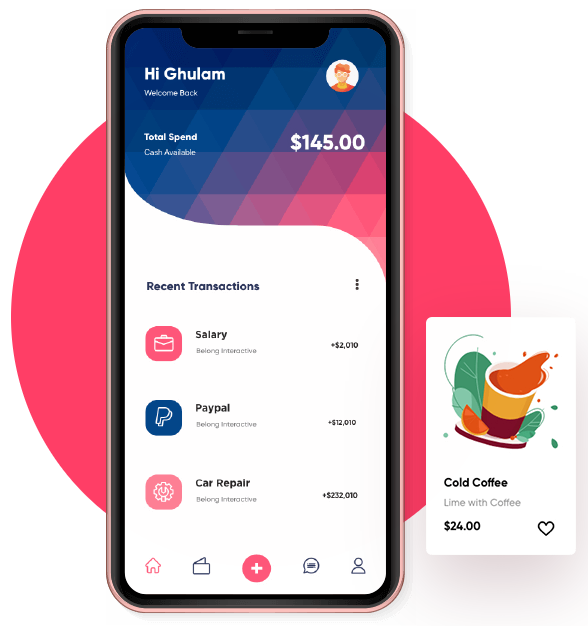 Hi Ghulam
Welcome Back
Total Spend
$145.00
Cash Available
Recent Transactions
Salary
Belong Interactive
+$2,010
Paypal
Belong Interactive
+$12,010
Car Repair
Belong Interactive
+$232,010
Cold Coffee
Lime with Coffee
$24.00